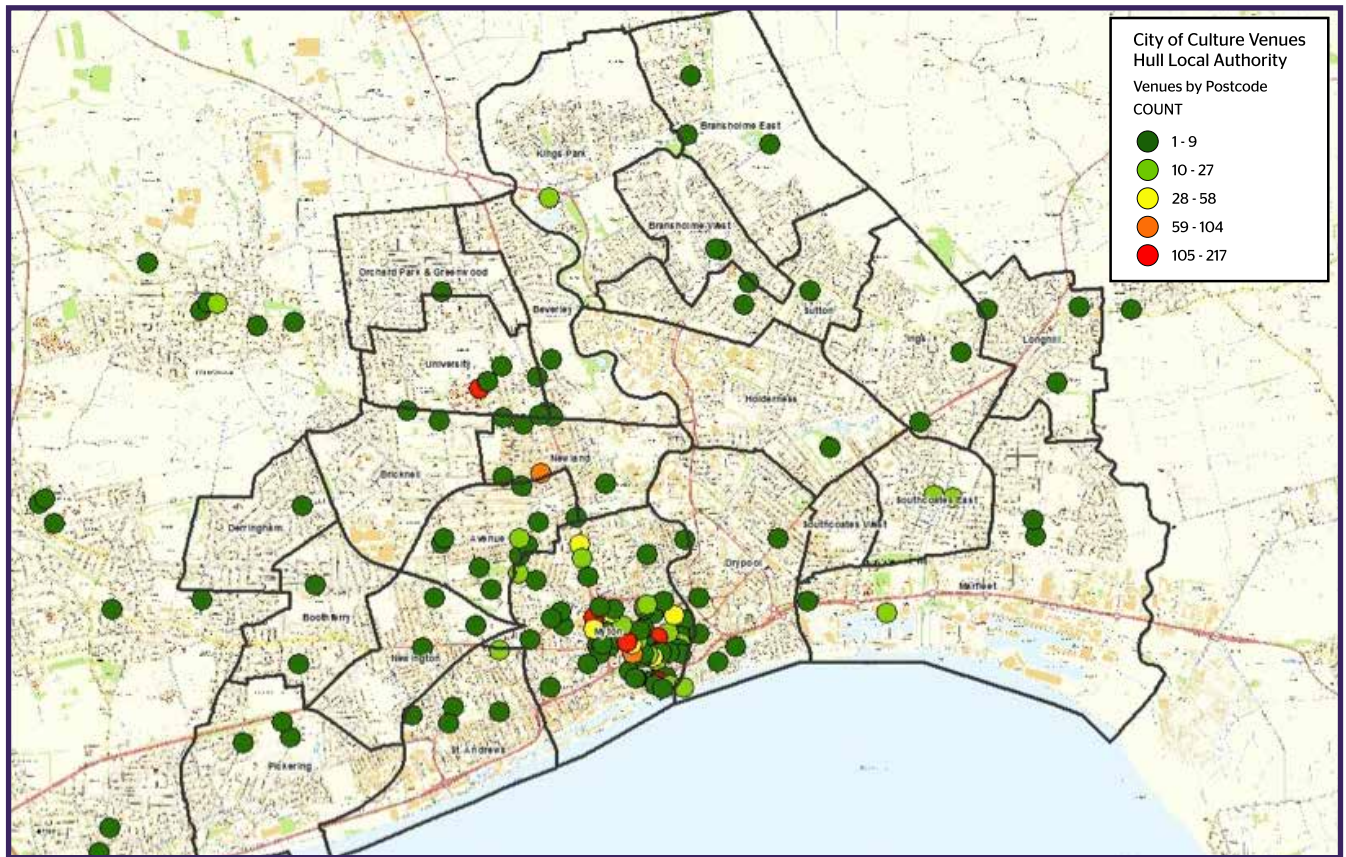 City of Culture Venues
Hull Local Authority
Venues by Postcode
COUNT
1 - 9
10 - 27
28 - 58
59 - 104
105 - 217
Bransholme East
Kings Park
Bransholme West
Orchard Park & Greenwood
Beverley
Sutton
Ings
Longhill
University
Holderness
Newland
Bricknell
Southcoates East
Derringham
Avenue
Southcoates West
Drypool
Marfleet
Boothferry
Myton
Newington
St. Andrews
Pickering